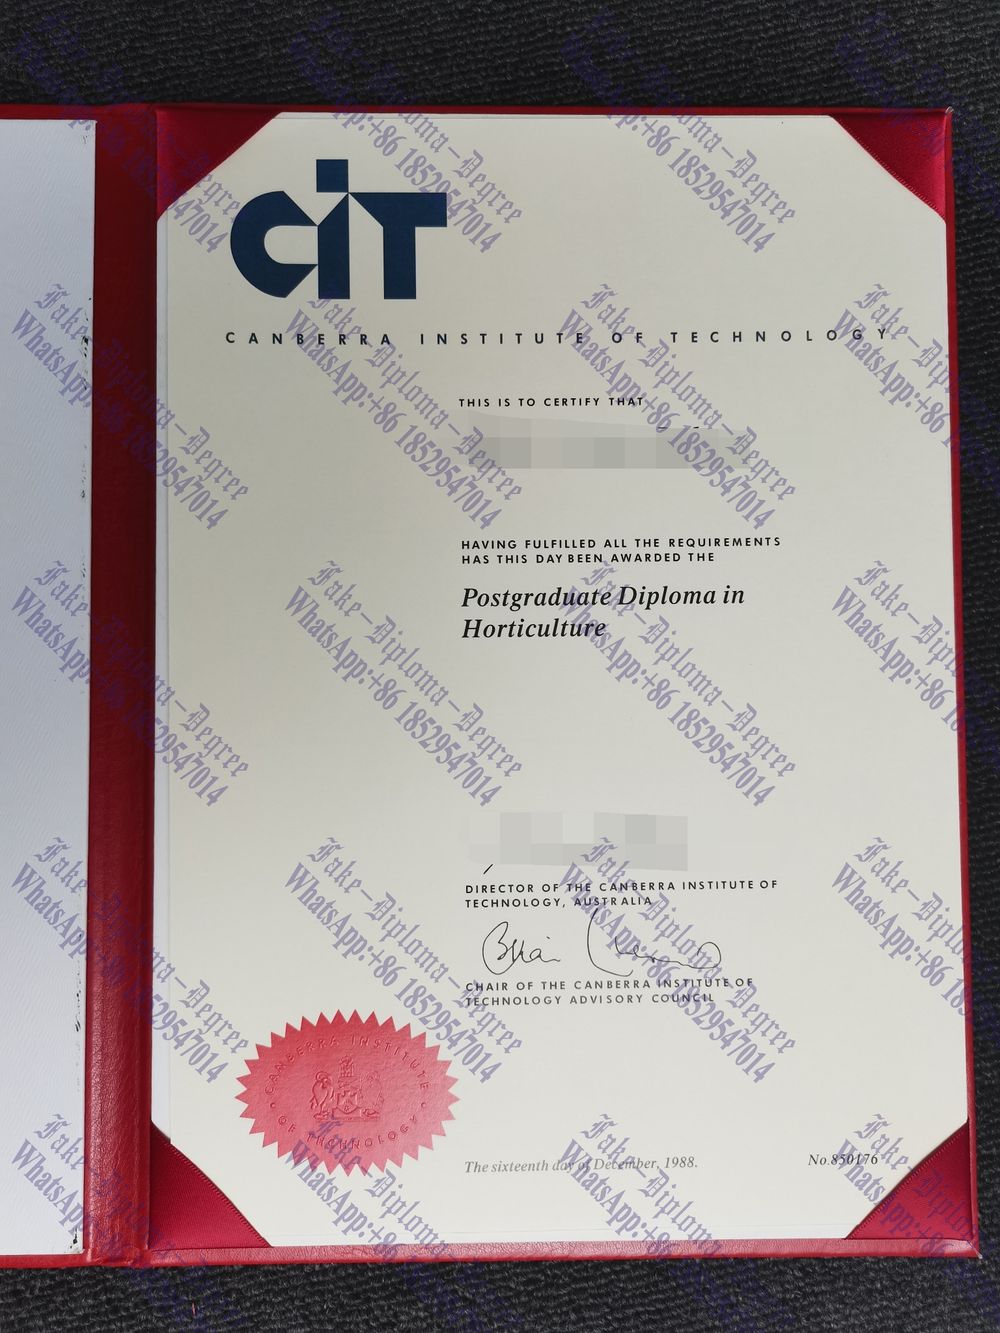 CiT
CANBERRA INSTITUTE OF TECHNOLOGY
THIS IS TO CERTIFY THAT
HAVING FULFILLED ALL THE REQUIREMENTS
HAS THIS DAY BEEN AWARDED THE
Postgraduate Diploma in
Horticulture
DIRECTOR OF THE CANBERRA INSTITUTE OF
TECHNOLOGY, AUSTRALIA
CHAIR OF THE CANBERRA INSTITUTE OF
TECHNOLOGY ADVISORY COUNCIL
CANBERRA INSTITUTE
OF TECHNOLOGY
The sixteenth day of December, 1988.
No.850176
Fake-Diploma-Degree
WhatsApp:+86 18529547014